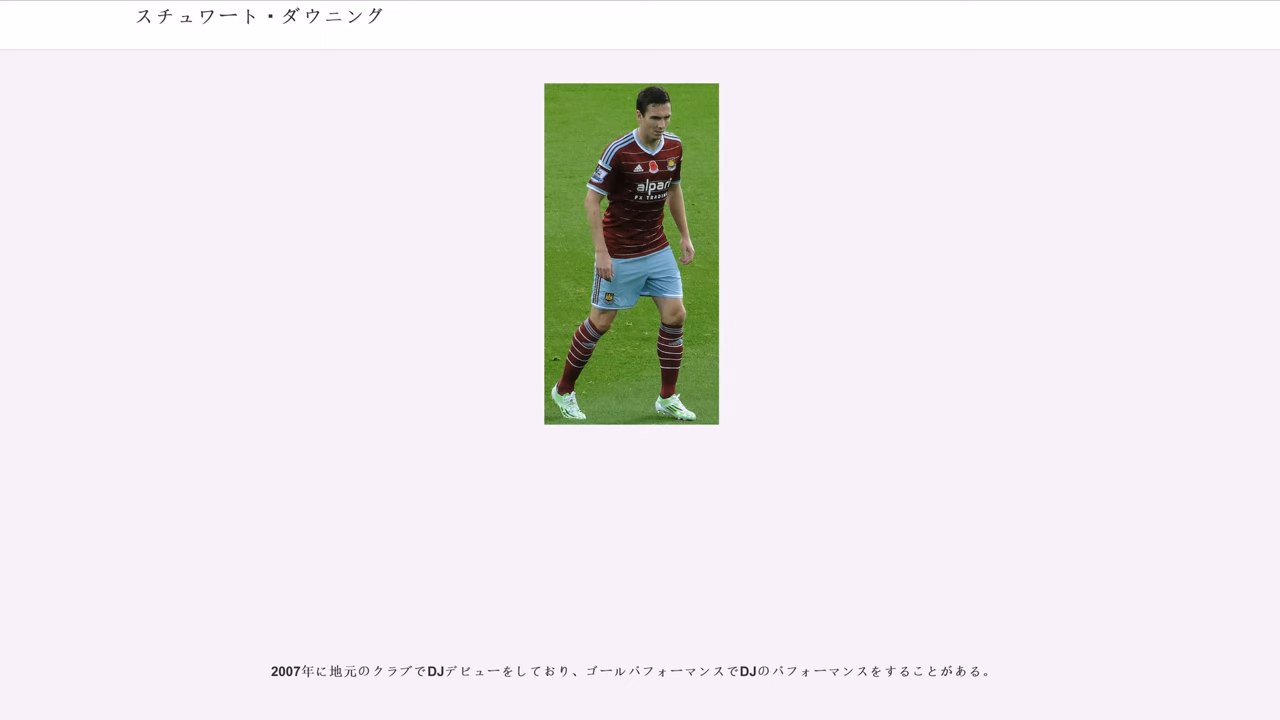 スチュワート・ダウニング
alpari
FX TRADING
2007年に地元のクラブでDJデビューをしており、ゴールパフォーマンスでDJのパフォーマンスをすることがある。